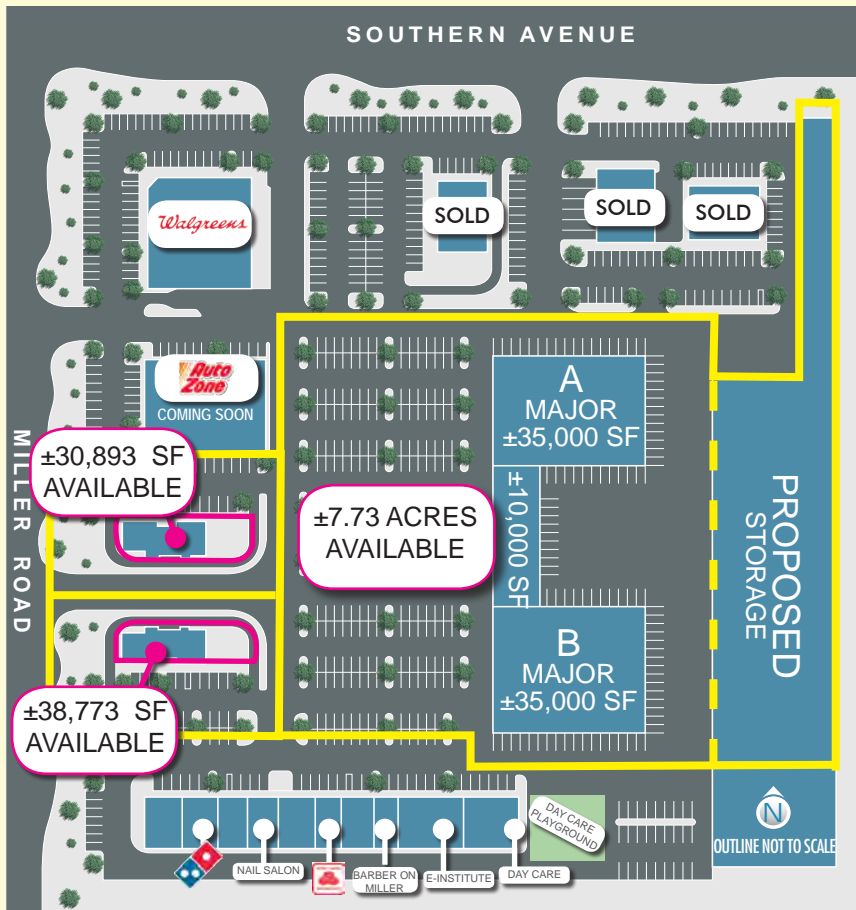 SOUTHERN AVENUE
Walgreens
SOLD
SOLD
SOLD
Auto
Zone
COMING SOON
A
MAJOR
±35,000 SF
MILLER ROAD
±30,893 SF
AVAILABLE
±7.73 ACRES
AVAILABLE
±10,000 SF
PROPOSED
STORAGE
B
MAJOR
±35,000 SF
±38,773 SF
AVAILABLE
DAY CARE
PLAYGROUND
N
OUTLINE NOT TO SCALE
NAIL SALON
BARBER ON
MILLER
E-INSTITUTE
DAY CARE